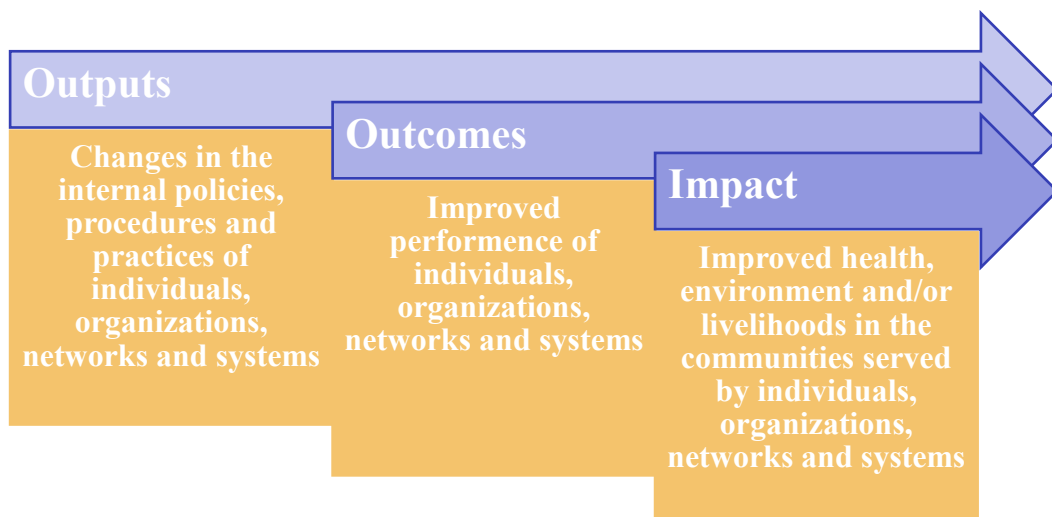 Outputs
Changes in the
internal policies,
procedures and
practices of
individuals,
organizations,
networks and systems
Outcomes
Improved
performence of
individuals,
organizations,
networks and systems
Impact
Improved health,
environment and/or
livelihoods in the
communities served
by individuals,
organizations,
networks and systems